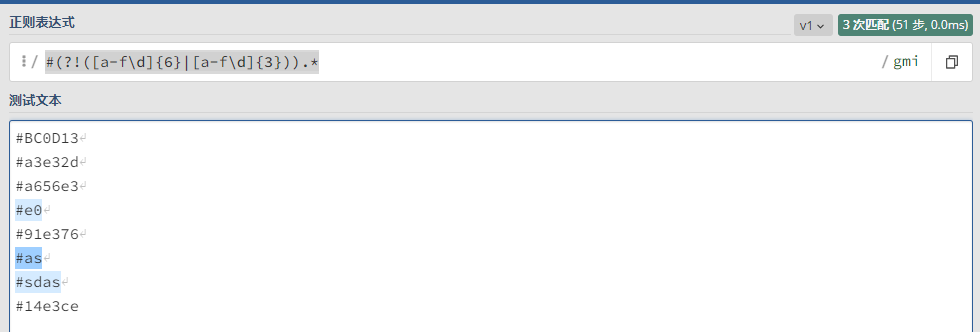 正则表达式
v1 3 次匹配 (51 步, 0.0ms)
/ #(?!([a-f\d]{6}|[a-f\d]{3})).* / gmi
测试文本
#BC0D13
#a3e32d
#a656e3
#e0
#91e376
#as
#sdas
#14e3ce